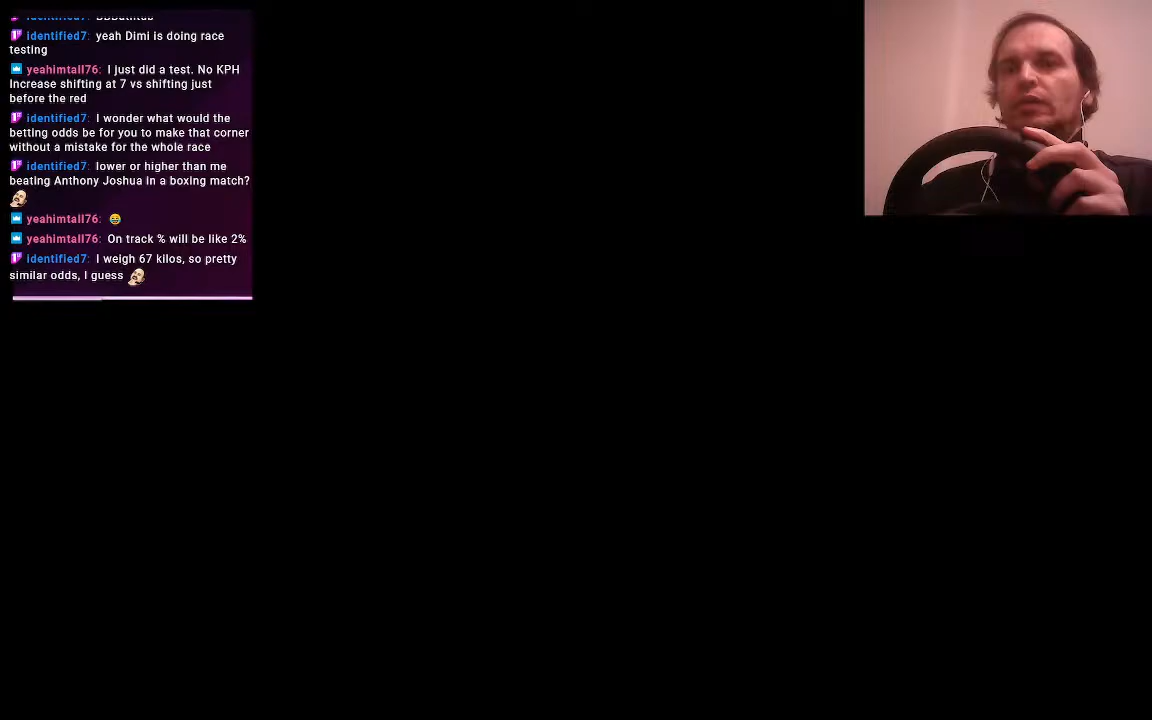 identified7: yeah Dimi is doing race
testing
yeahimtall76: I just did a test. No KPH
Increase shifting at 7 vs shifting just
before the red
identified7: I wonder what would the
betting odds be for you to make that corner
without a mistake for the whole race
identified7: lower or higher than me
beating Anthony Joshua in a boxing match?
yeahimtall76: 😂
yeahimtall76: On track % will be like 2%
identified7: I weigh 67 kilos, so pretty
similar odds, I guess